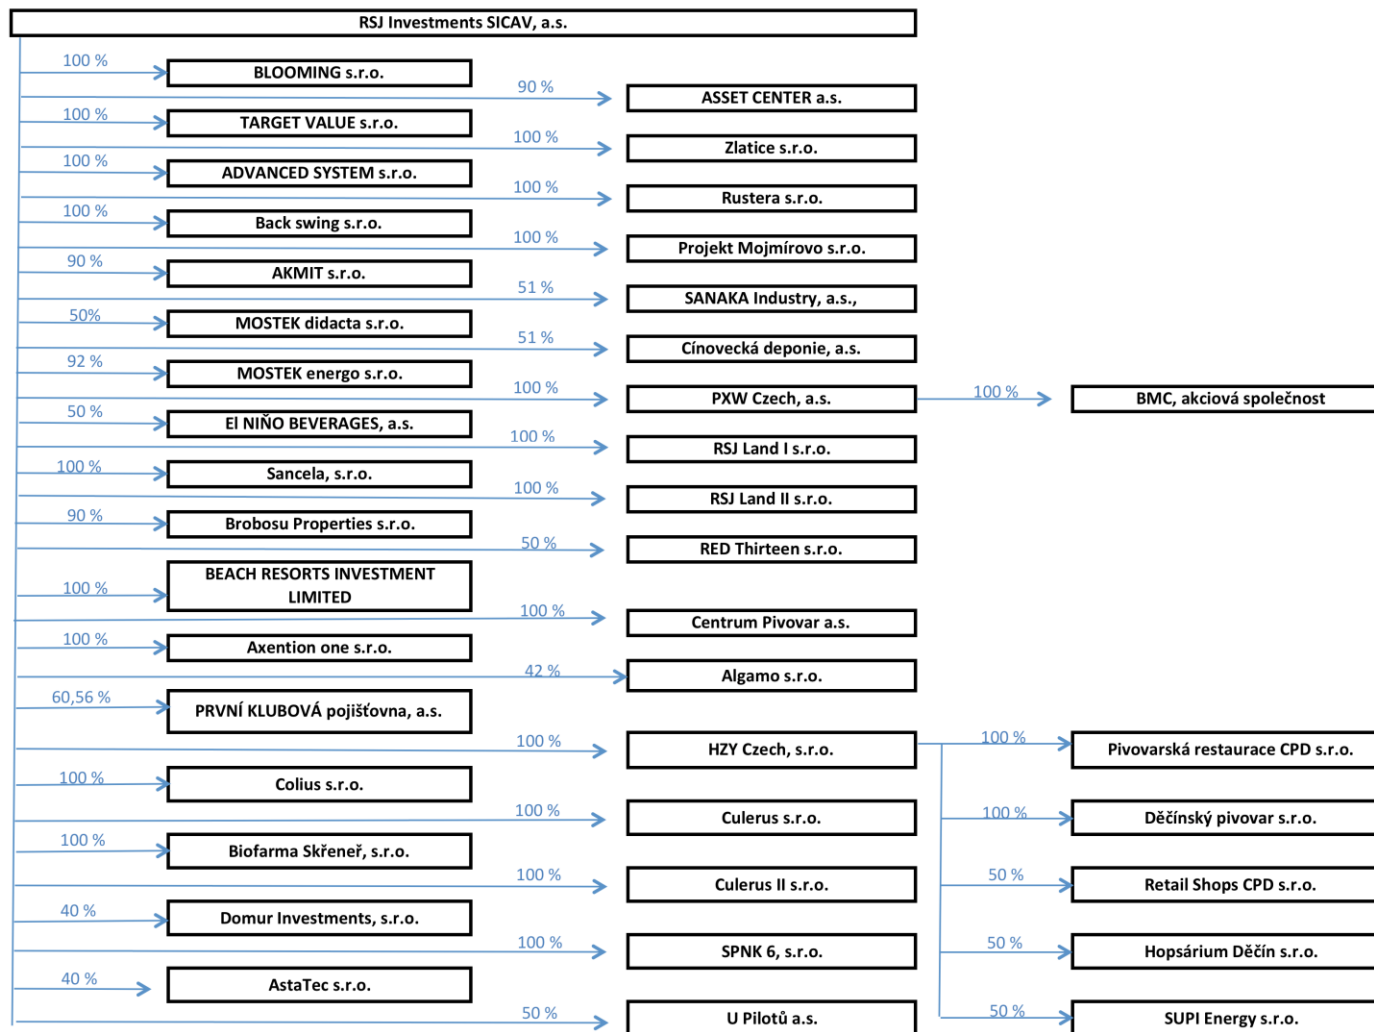 RSJ Investments SICAV, a.s.
100 %
BLOOMING s.r.o.
90 %
ASSET CENTER a.s.
100 %
TARGET VALUE s.r.o.
100 %
Zlatice s.r.o.
100 %
ADVANCED SYSTEM s.r.o.
100 %
Rustera s.r.o.
100 %
Back swing s.r.o.
100 %
Projekt Mojmírovo s.r.o.
90 %
AKMIT s.r.o.
51 %
SANAKA Industry, a.s.,
50%
MOSTEK didacta s.r.o.
51 %
Cínovecká deponie, a.s.
92 %
MOSTEK energo s.r.o.
100 %
PXW Czech, a.s.
100 %
BMC, akciová společnost
50 %
El NIŇO BEVERAGES, a.s.
100 %
RSJ Land I s.r.o.
100 %
Sancela, s.r.o.
100 %
RSJ Land II s.r.o.
90 %
Brobosu Properties s.r.o.
50 %
RED Thirteen s.r.o.
100 %
BEACH RESORTS INVESTMENT
LIMITED
100 %
Centrum Pivovar a.s.
100 %
Axention one s.r.o.
42 %
Algamo s.r.o.
60,56 %
PRVNÍ KLUBOVÁ pojišťovna, a.s.
100 %
HZY Czech, s.r.o.
100 %
Pivovarská restaurace CPD s.r.o.
100 %
Colius s.r.o.
100 %
Culerus s.r.o.
100 %
Děčínský pivovar s.r.o.
100 %
Biofarma Skřeneř, s.r.o.
100 %
Culerus II s.r.o.
50 %
Retail Shops CPD s.r.o.
40 %
Domur Investments, s.r.o.
100 %
SPNK 6, s.r.o.
50 %
Hopsárium Děčín s.r.o.
40 %
AstaTec s.r.o.
50 %
U Pilotů a.s.
50 %
SUPI Energy s.r.o.